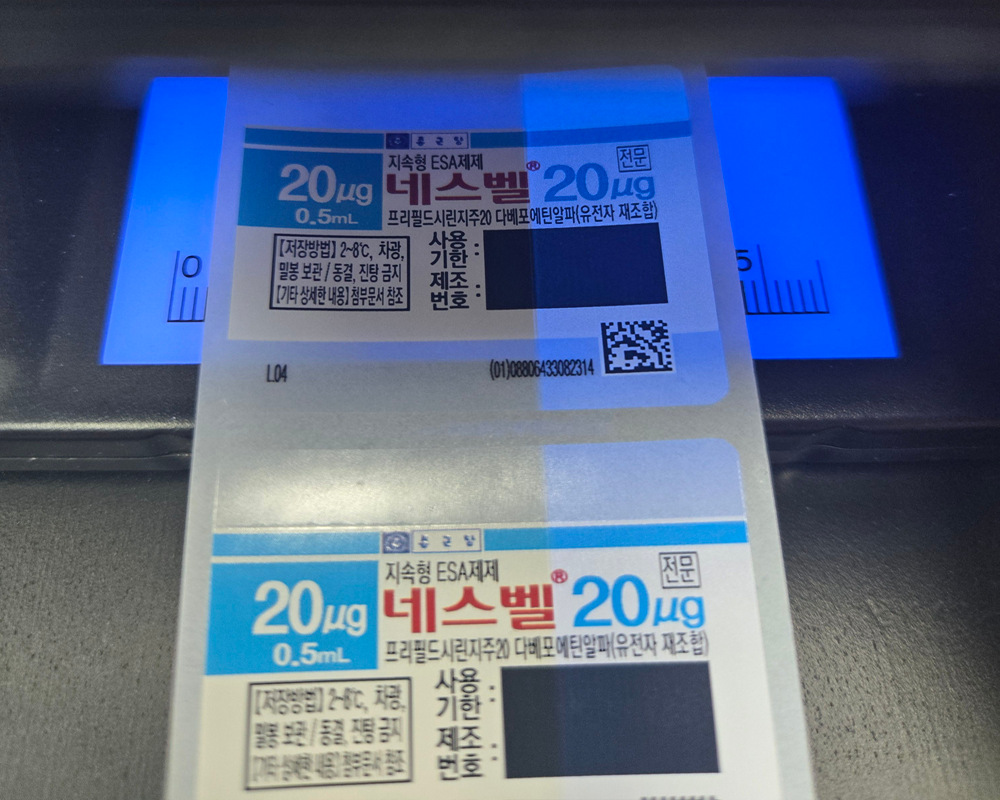 종근당
지속형 ESA제제
전문
20μg
0.5mL
네스벨® 20μg
프리필드시린지주20 다베포에틴알파(유전자 재조합)
【저장방법】 2~8℃, 차광,
밀봉 보관 / 동결, 진탕 금지
【기타 상세한 내용】 첨부문서 참조
사용
기한 :
제조
번호 :
0
5
L04
(01)08806433082314
종근당
지속형 ESA제제
전문
20μg
0.5mL
네스벨® 20μg
프리필드시린지주20 다베포에틴알파(유전자 재조합)
【저장방법】 2~8℃, 차광,
밀봉 보관 / 동결, 진탕 금지
【기타 상세한 내용】 첨부문서 참조
사용
기한 :
제조
번호 :